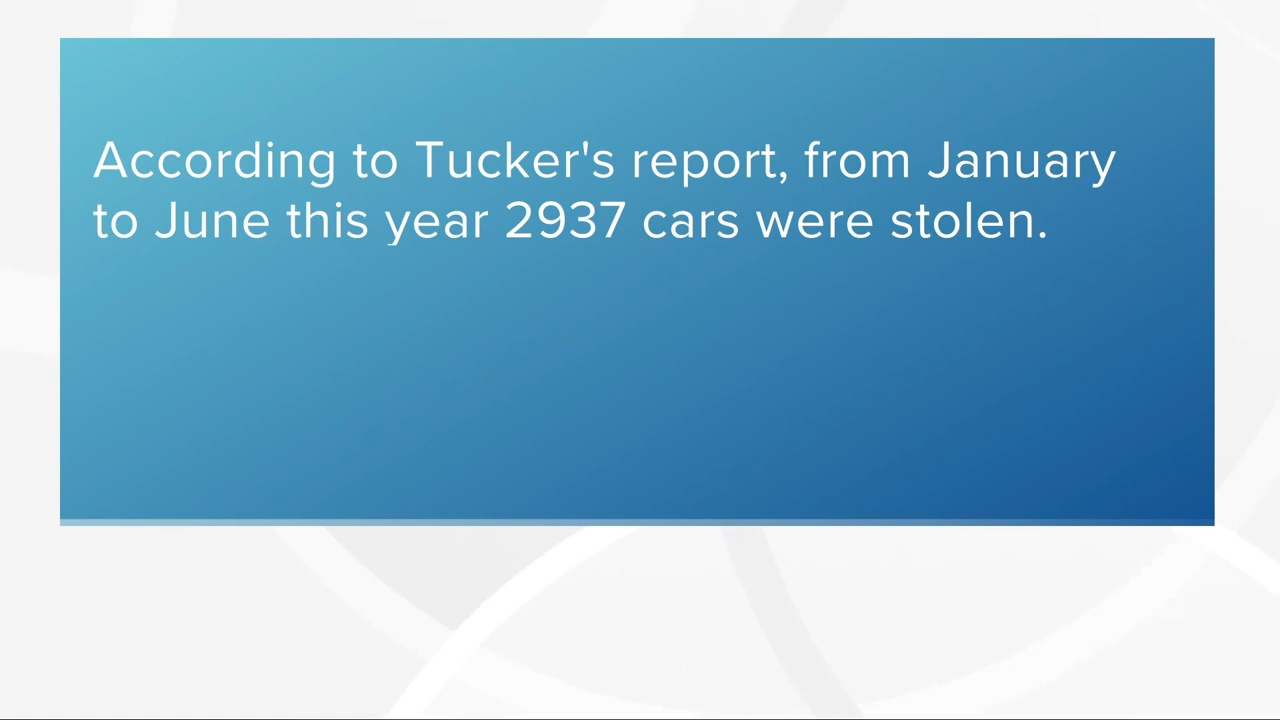 According to Tucker's report, from January
to June this year 2937 cars were stolen.